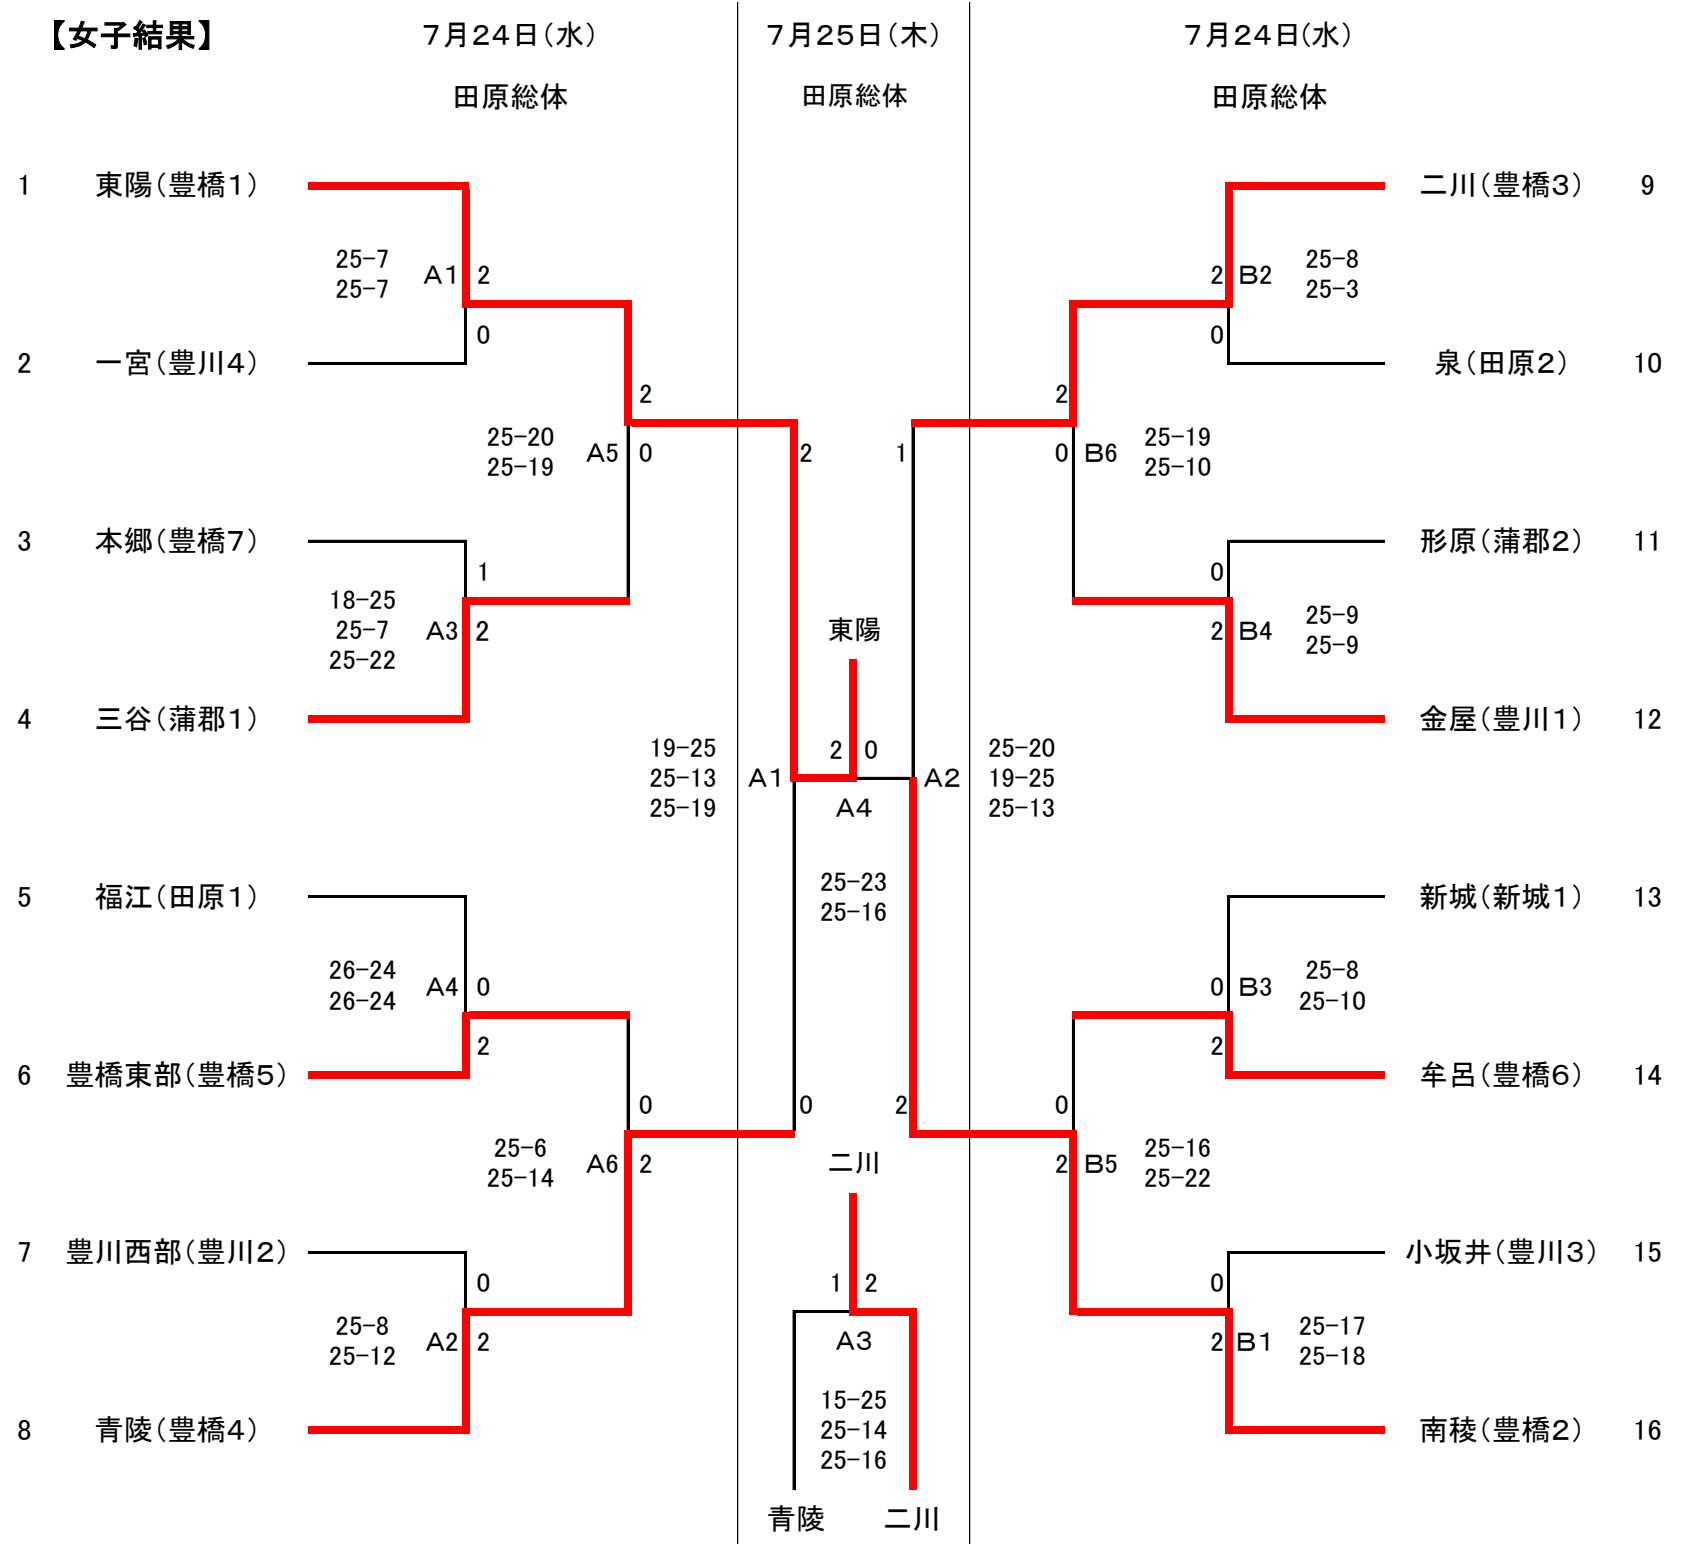 【女子結果】
７月２４日（水）
７月２５日（木）
７月２４日（水）
田原総体
田原総体
田原総体
1 東陽（豊橋１）
二川（豊橋３） 9
25-7
25-7
A1 2
0
2 B2
0
25-8
25-3
2 一宮（豊川４）
泉（田原２） 10
2
25-20
25-19
A5 0
2
1
2
0 B6
25-19
25-10
3 本郷（豊橋７）
形原（蒲郡２） 11
1
18-25
25-7
25-22
A3 2
0
2 B4
25-9
25-9
東陽
4 三谷（蒲郡１）
金屋（豊川１） 12
19-25
25-13
25-19
A1
2 0
A4
A2
25-20
19-25
25-13
25-23
25-16
5 福江（田原１）
新城（新城１） 13
26-24
26-24
A4 0
2
0 B3
2
25-8
25-10
6 豊橋東部（豊橋５）
牟呂（豊橋６） 14
0
25-6
25-14
A6 2
0
2
0
2 B5
25-16
25-22
二川
7 豊川西部（豊川２）
小坂井（豊川３） 15
0
25-8
25-12
A2 2
1 2
A3
0
2 B1
25-17
25-18
15-25
25-14
25-16
8 青陵（豊橋４）
南稜（豊橋２） 16
青陵
二川